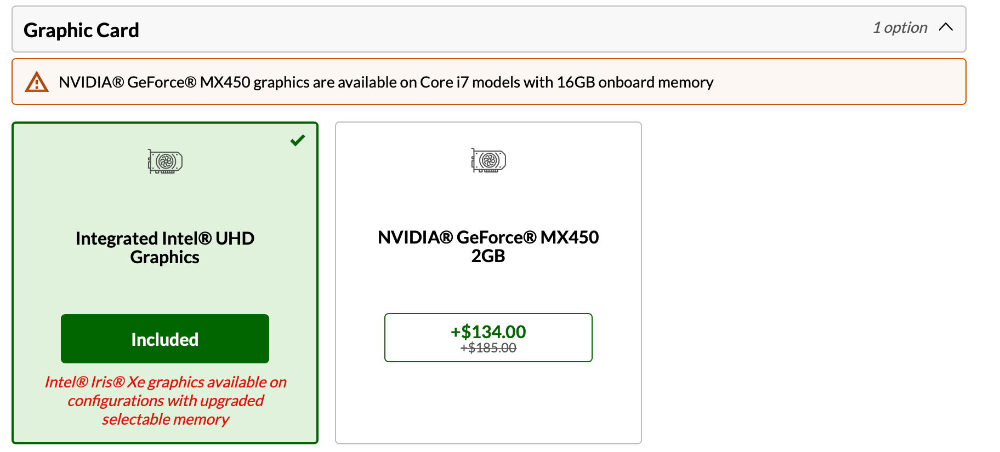 Graphic Card
1 option
NVIDIA® GeForce® MX450 graphics are available on Core i7 models with 16GB onboard memory
Integrated Intel® UHD
Graphics
Included
Intel® Iris® Xe graphics available on
configurations with upgraded
selectable memory
NVIDIA® GeForce® MX450
2GB
+$134.00
+$185.00